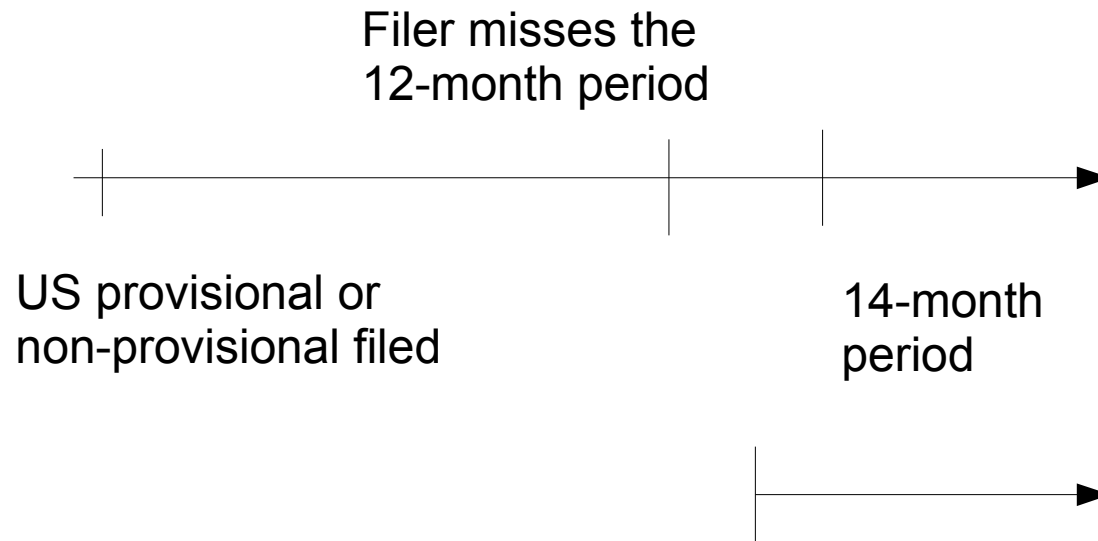 Filer misses the
12-month period
US provisional or
non-provisional filed
14-month
period